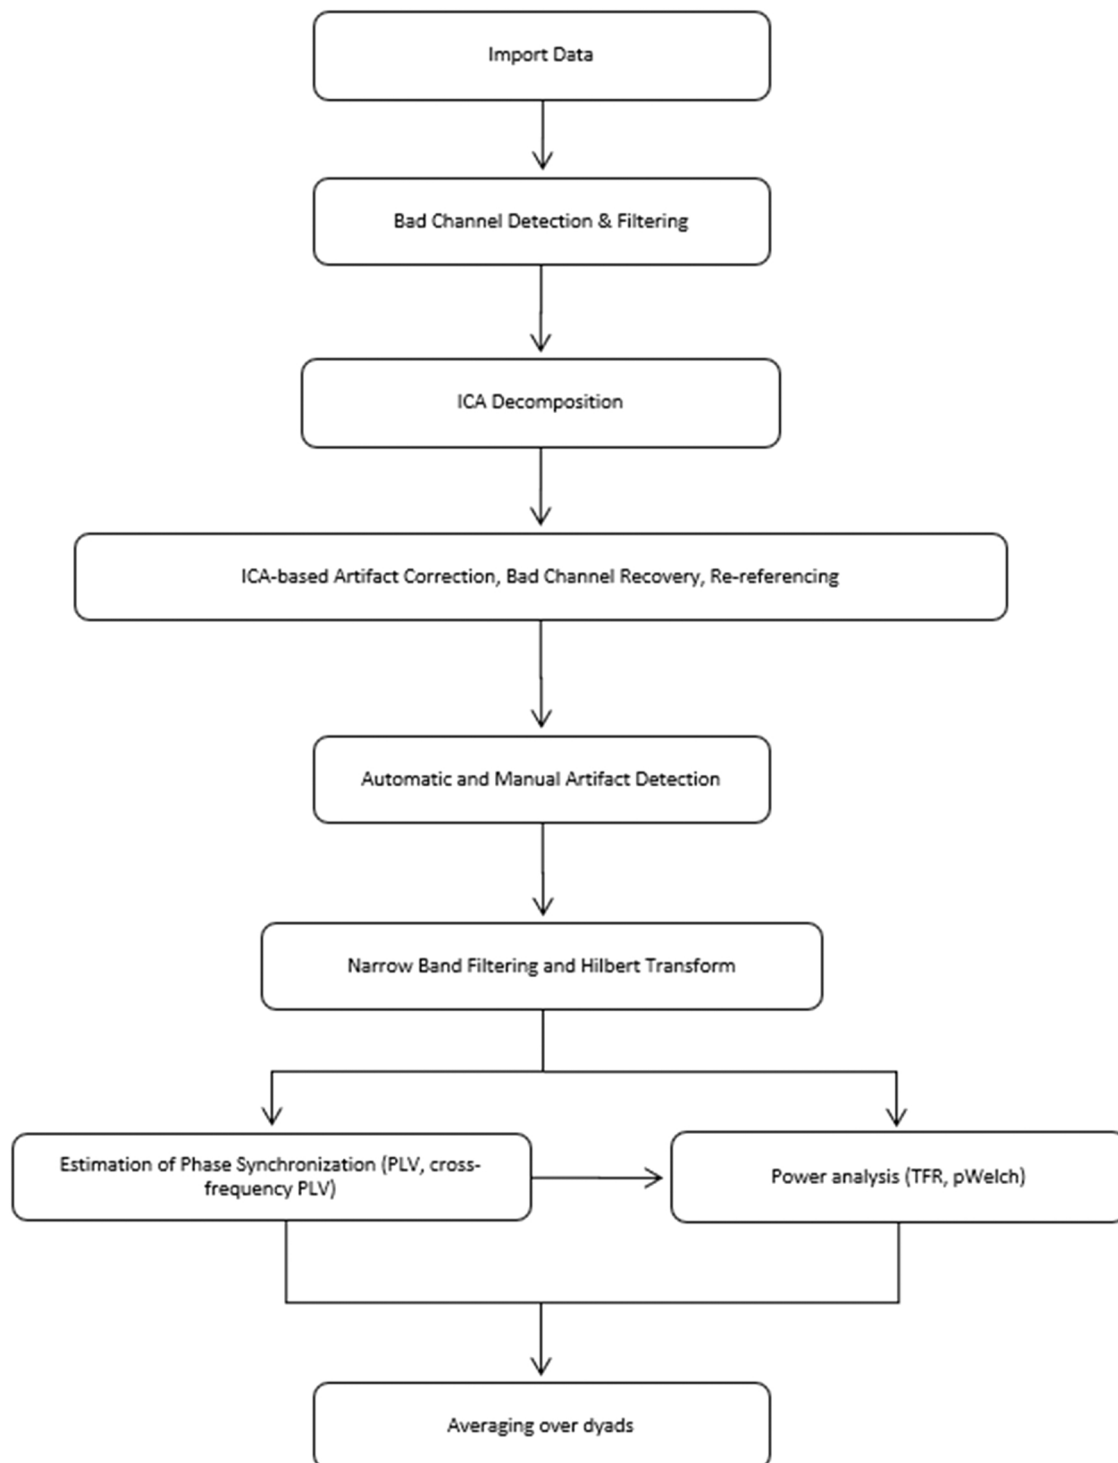 Import Data
Bad Channel Detection & Filtering
ICA Decomposition
ICA-based Artifact Correction, Bad Channel Recovery, Re-referencing
Automatic and Manual Artifact Detection
Narrow Band Filtering and Hilbert Transform
Estimation of Phase Synchronization (PLV, cross-
frequency PLV)
Power analysis (TFR, pWelch)
Averaging over dyads